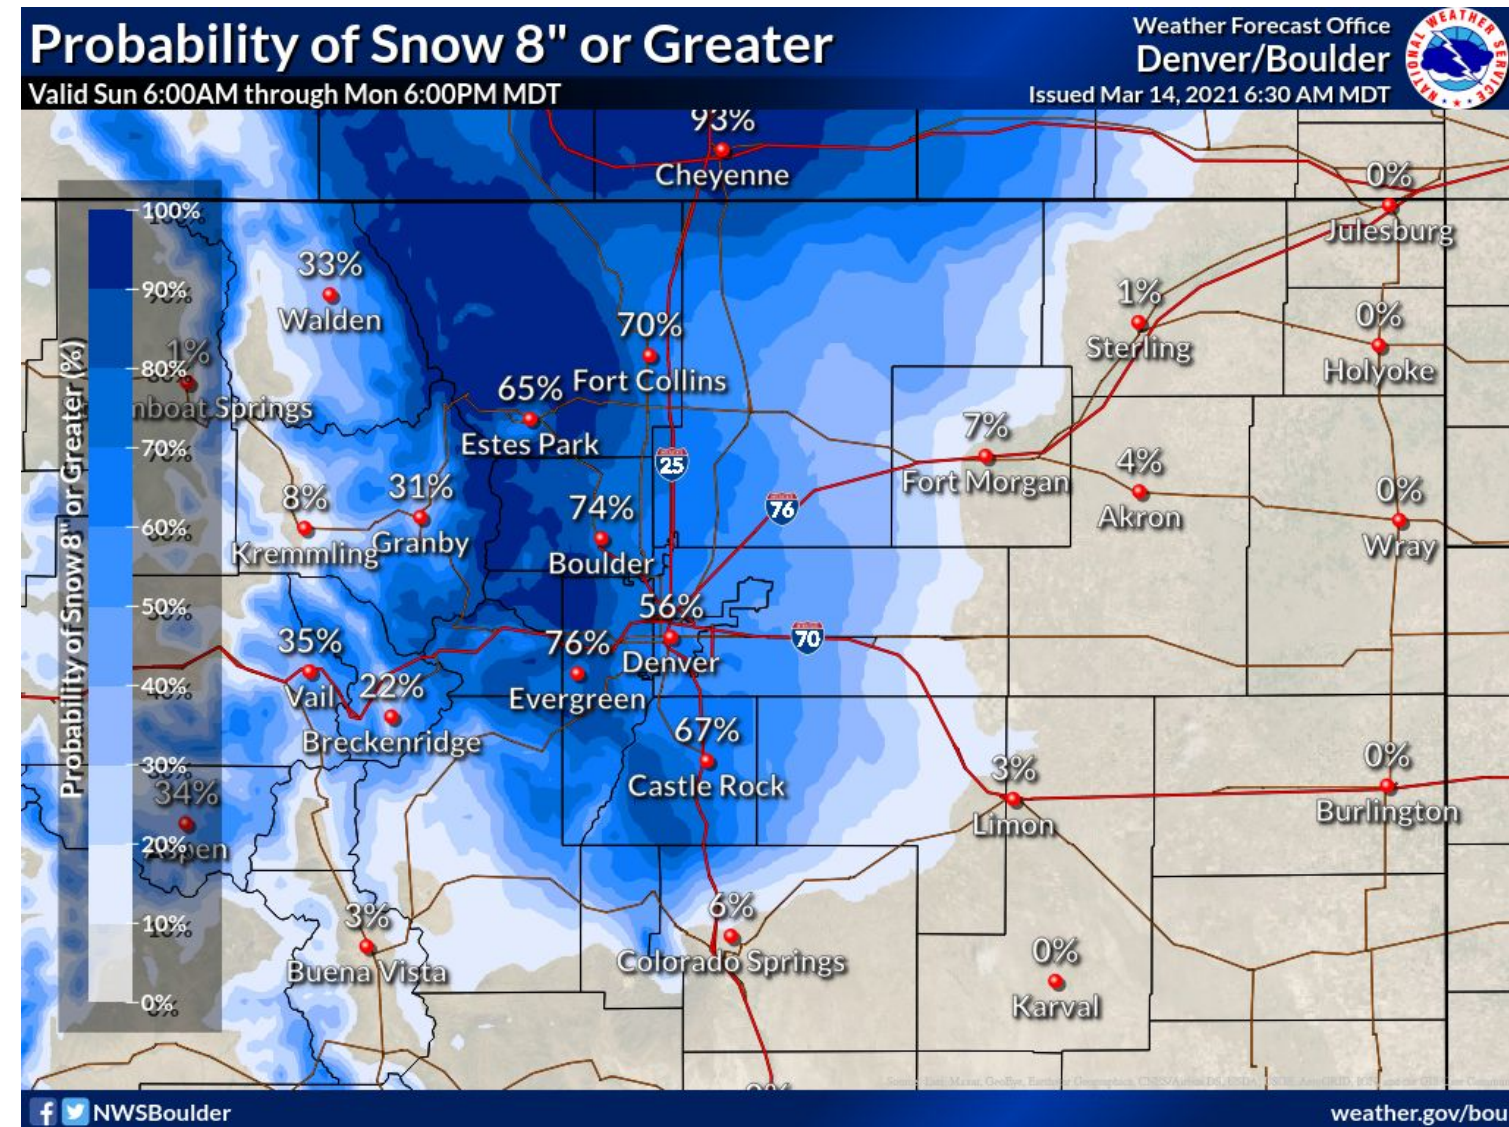 Probability of Snow 8" or Greater
Valid Sun 6:00AM through Mon 6:00PM MDT
Weather Forecast Office
Denver/Boulder
Issued Mar 14, 2021 6:30 AM MDT
NATIONAL WEATHER SERVICE
93%
Cheyenne
0%
Julesburg
100%
90%
80%
70%
60%
50%
40%
30%
20%
10%
0%
Probability of Snow 8" or Greater (%)
33%
Walden
1%
Sterling
0%
Holyoke
70%
Fort Collins
1%
nboat Springs
65%
Estes Park
7%
Fort Morgan
4%
Akron
0%
Wray
25
76
8%
Kremmling
31%
Granby
74%
Boulder
56%
Denver
70
35%
Vail
22%
Breckenridge
76%
Evergreen
67%
Castle Rock
34%
3%
Limon
0%
Burlington
3%
Buena Vista
6%
Colorado Springs
0%
Karval
NWSBoulder
weather.gov/bou